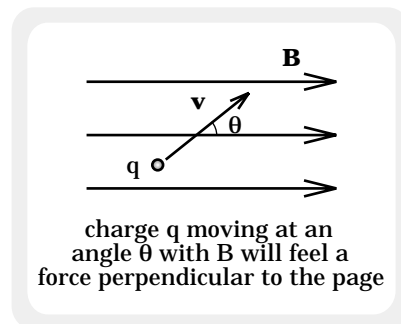 B
v
θ
q
charge q moving at an
angle θ with B will feel a
force perpendicular to the page